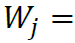 W_j =